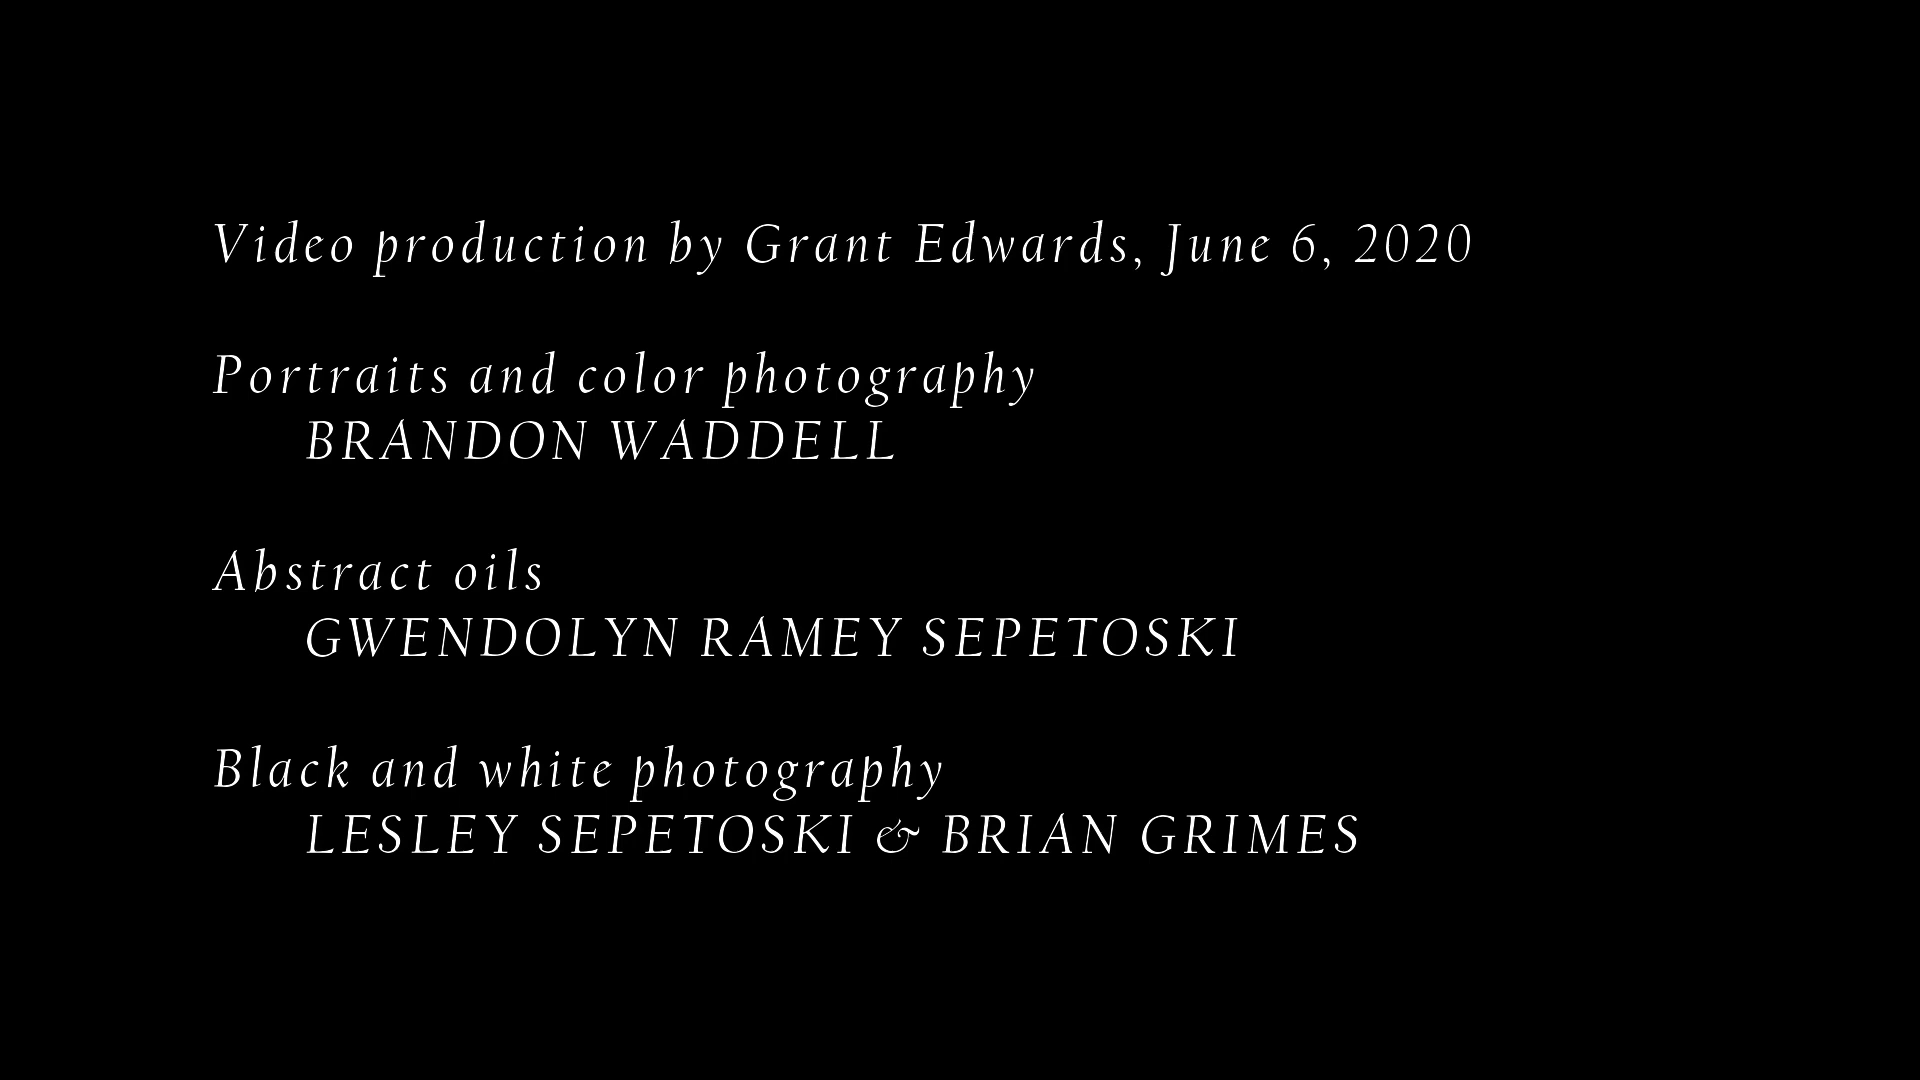 Video production by Grant Edwards, June 6, 2020
Portraits and color photography
BRANDON WADDELL
Abstract oils
GWENDOLYN RAMEY SEPETOSKI
Black and white photography
LESLEY SEPETOSKI & BRIAN GRIMES